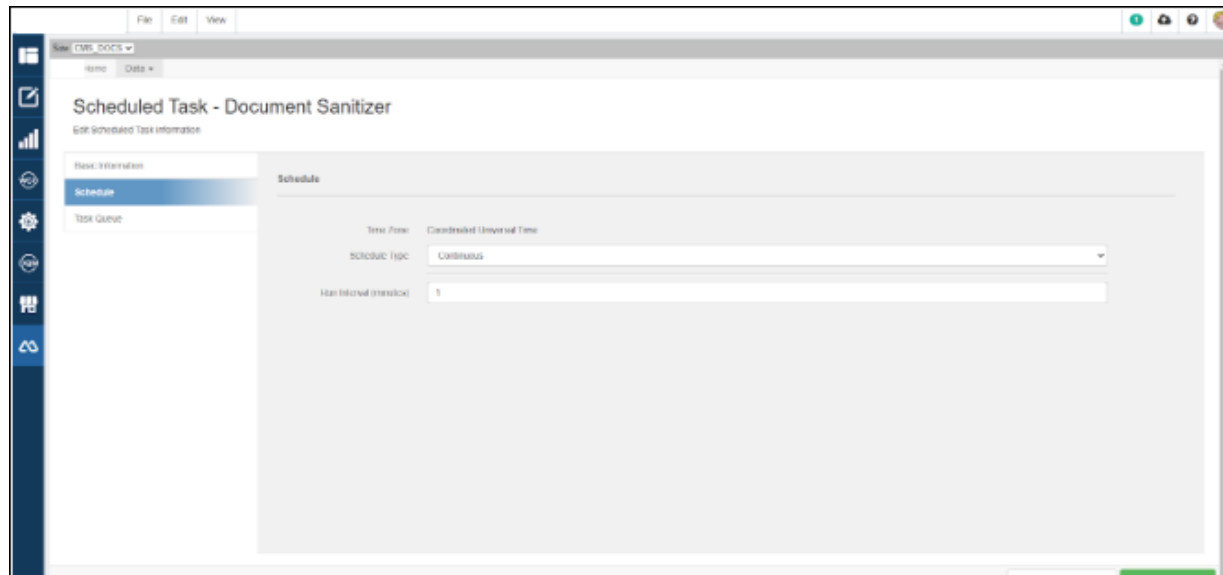 File Edit View
1
Site: CMS_DOCS
Home Data
Scheduled Task - Document Sanitizer
Edit Scheduled Task information
Basic Information
Schedule
Task Queue
Schedule
Time Zone Coordinated Universal Time
Schedule Type Continuous
Run Interval (minutes)